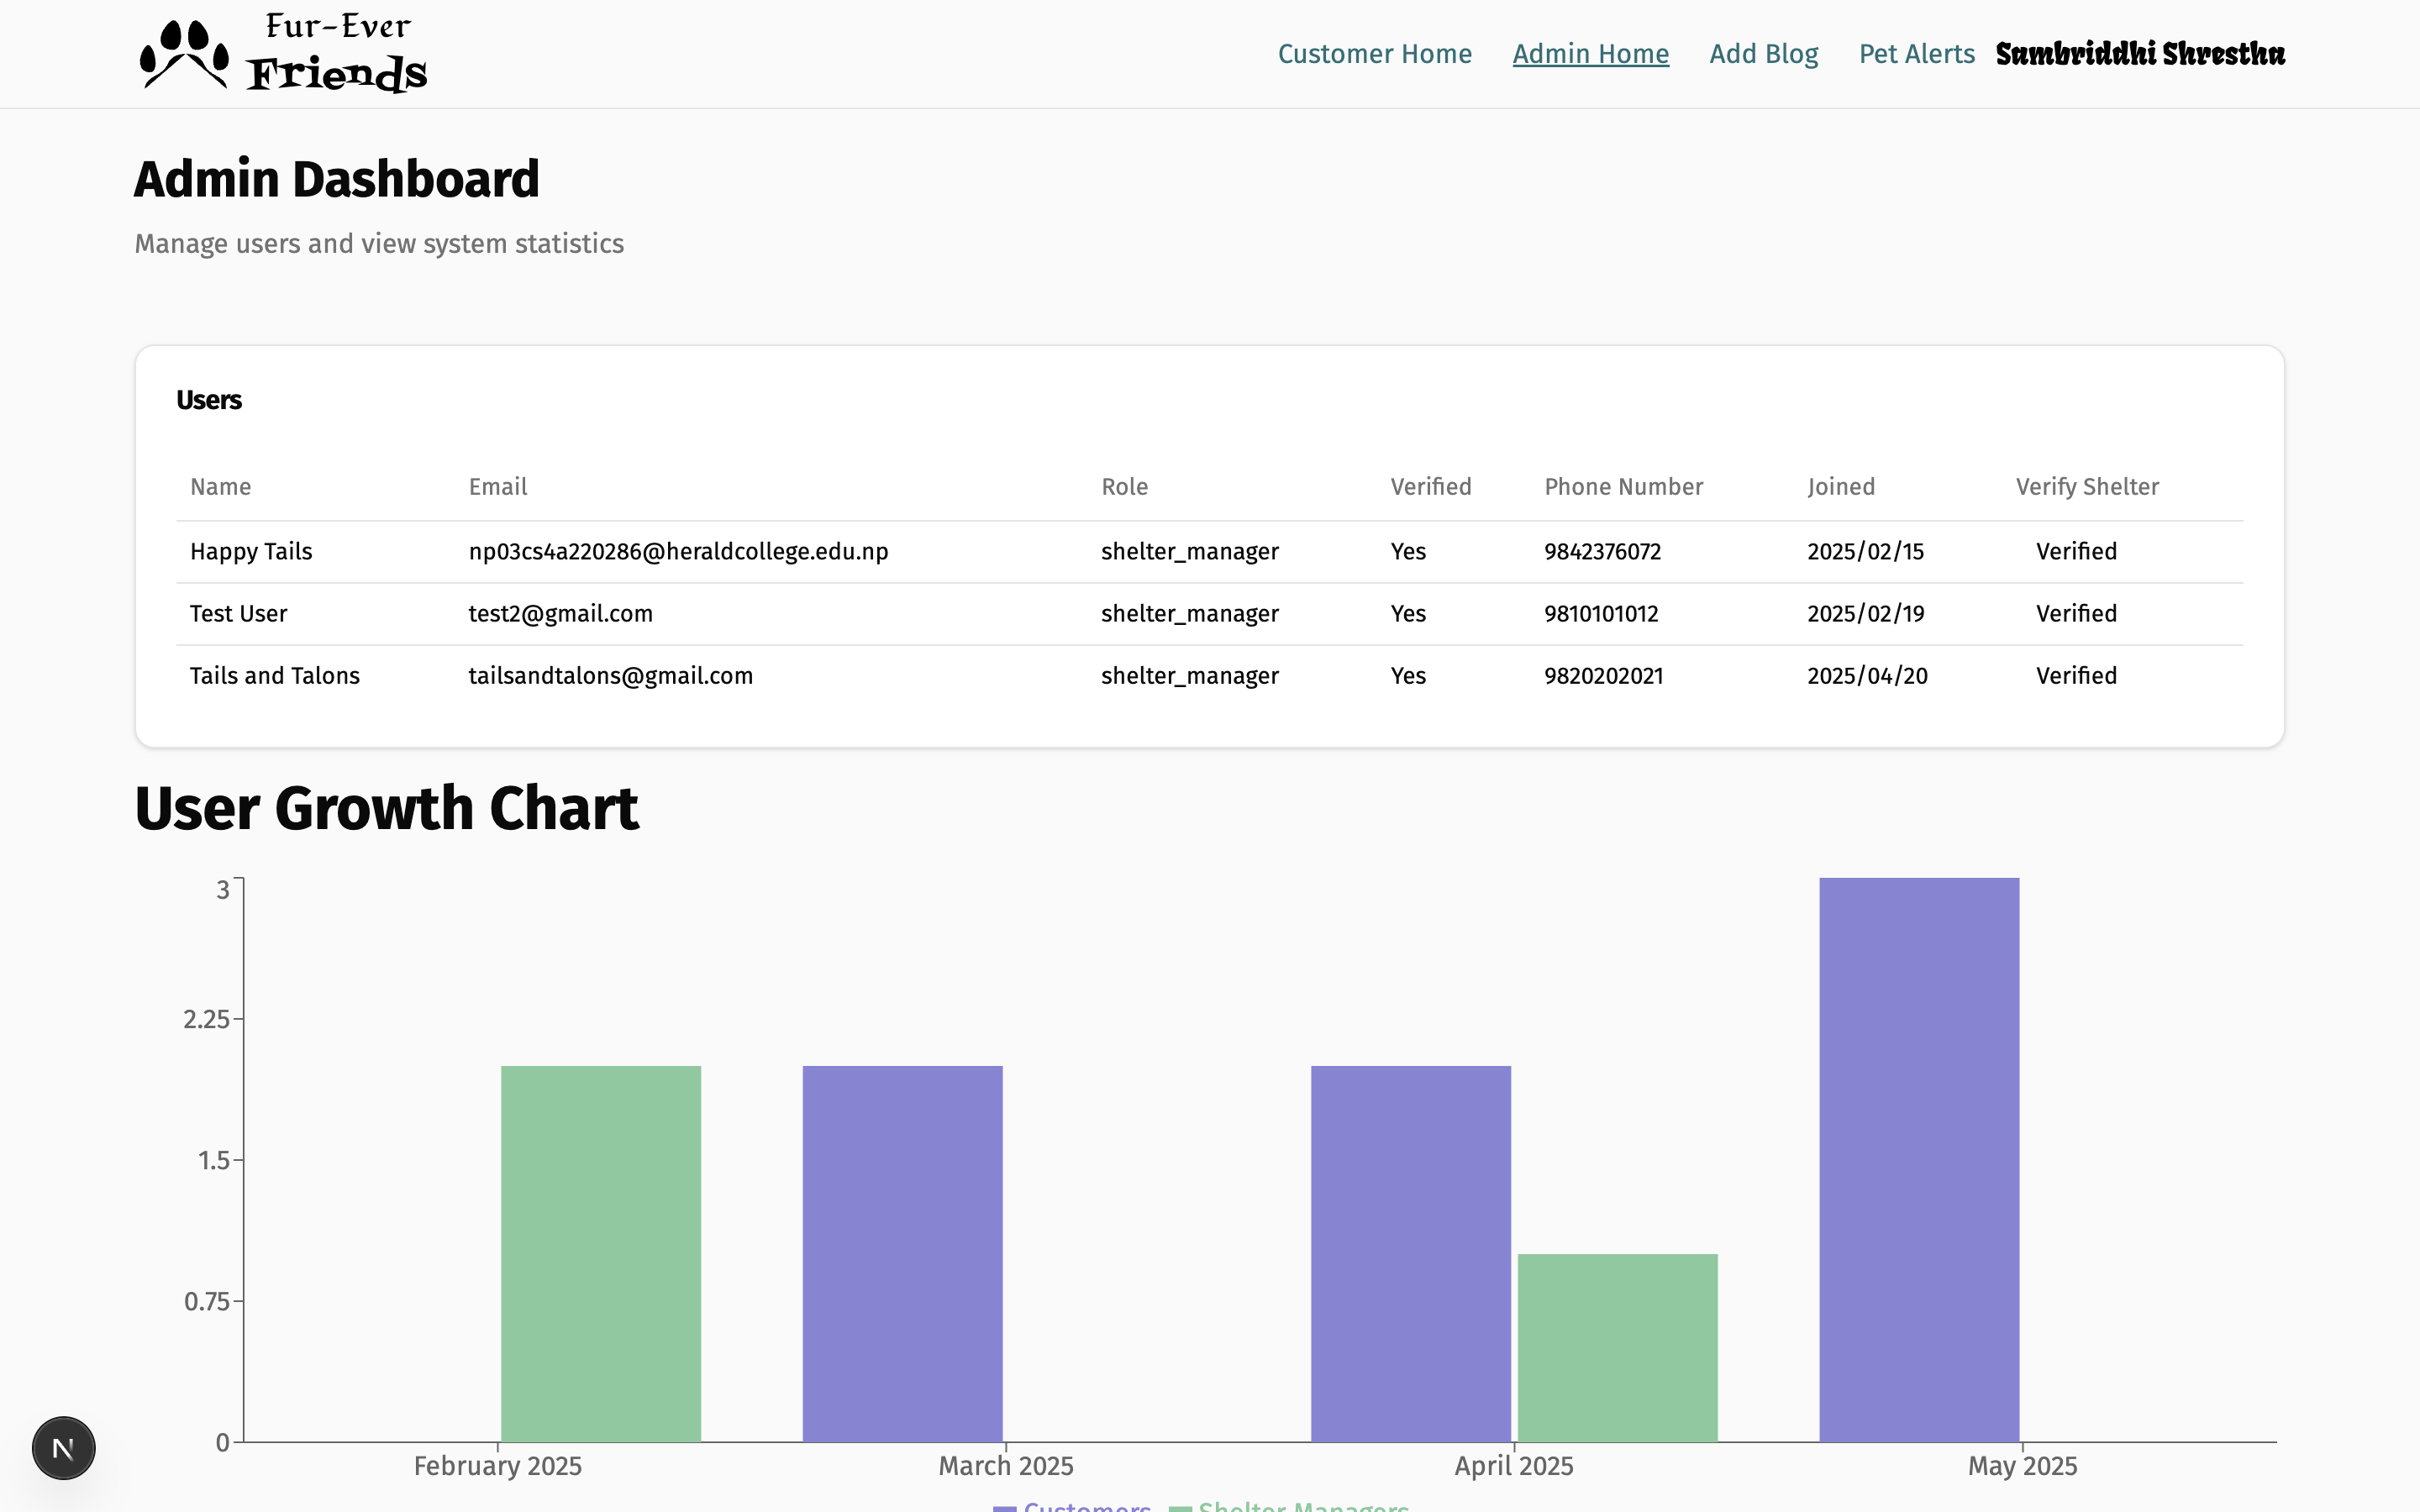 Fur-Ever
Friends
Customer Home Admin Home Add Blog Pet Alerts Sambriddhi Shrestha
Admin Dashboard
Manage users and view system statistics
Users
Name Email Role Verified Phone Number Joined Verify Shelter
Happy Tails np03cs4a220286@heraldcollege.edu.np shelter_manager Yes 9842376072 2025/02/15 Verified
Test User test2@gmail.com shelter_manager Yes 9810101012 2025/02/19 Verified
Tails and Talons tailsandtalons@gmail.com shelter_manager Yes 9820202021 2025/04/20 Verified
User Growth Chart
3
2.25
1.5
0.75
0
February 2025 March 2025 April 2025 May 2025
N
Customers Shelter Managers